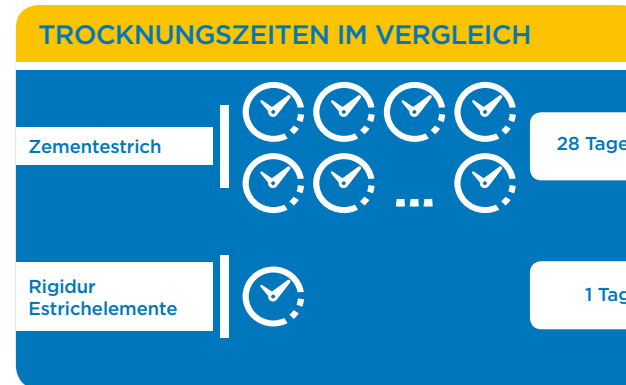 TROCKNUNGSZEITEN IM VERGLEICH
Zementestrich
28 Tage
...
Rigidur
Estrichelemente
1 Tag